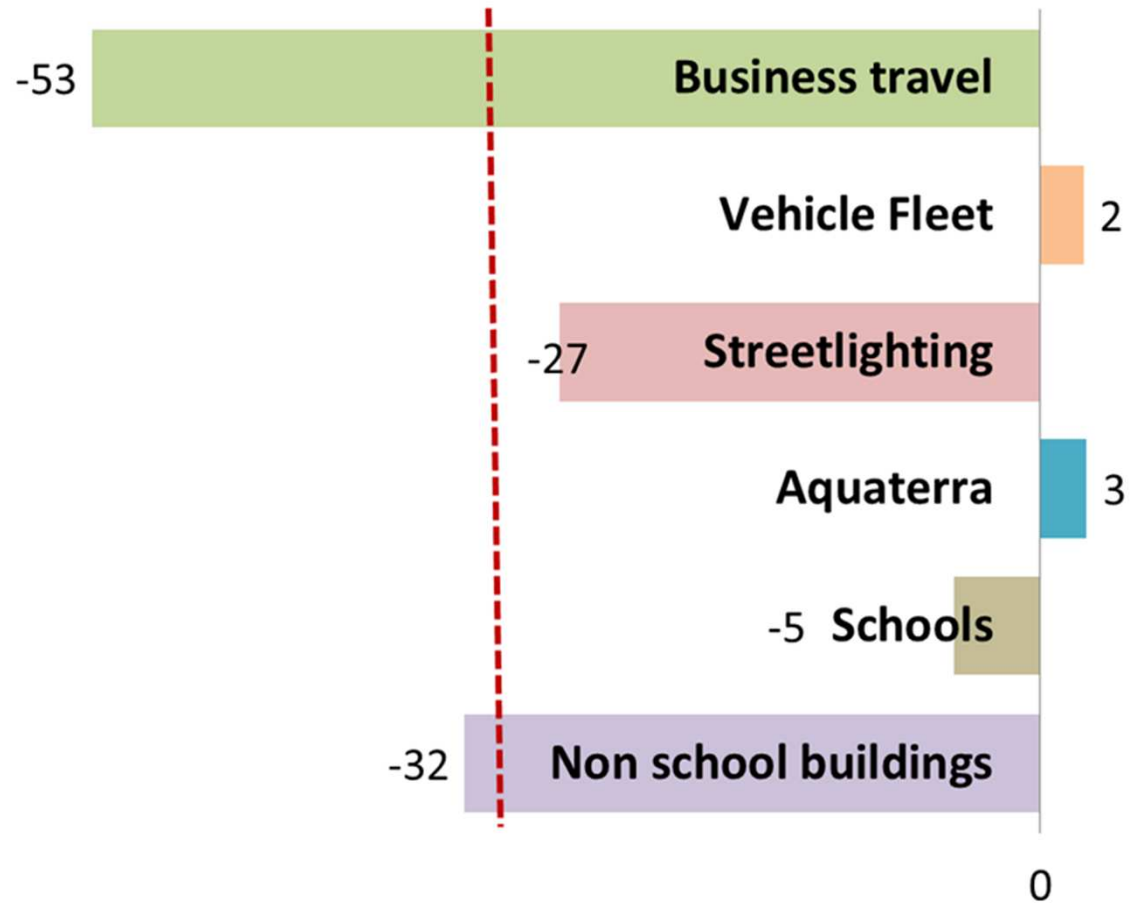 -53 Business travel
Vehicle Fleet 2
-27 Streetlighting
Aquaterra 3
-5 Schools
-32 Non school buildings
0